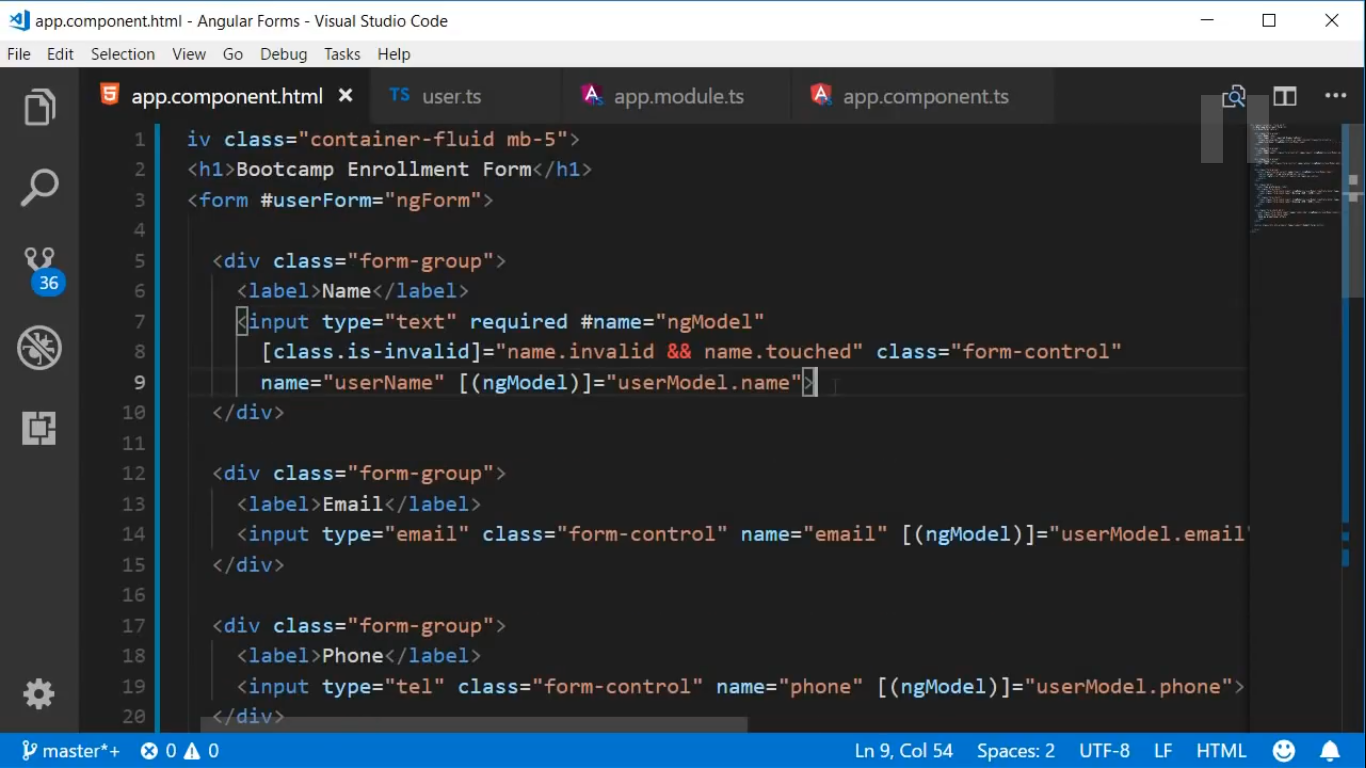 app.component.html - Angular Forms - Visual Studio Code
File Edit Selection View Go Debug Tasks Help
app.component.html TS user.ts app.module.ts app.component.ts
1 iv class="container-fluid mb-5">
2 <h1>Bootcamp Enrollment Form</h1>
3 <form #userForm="ngForm">
4
5 <div class="form-group">
6 <label>Name</label>
7 <input type="text" required #name="ngModel"
8 [class.is-invalid]="name.invalid && name.touched" class="form-control"
9 name="userName" [(ngModel)]="userModel.name">
10 </div>
11
12 <div class="form-group">
13 <label>Email</label>
14 <input type="email" class="form-control" name="email" [(ngModel)]="userModel.email"
15 </div>
16
17 <div class="form-group">
18 <label>Phone</label>
19 <input type="tel" class="form-control" name="phone" [(ngModel)]="userModel.phone">
20 </div>
36
master*+ 0 0 Ln 9, Col 54 Spaces: 2 UTF-8 LF HTML